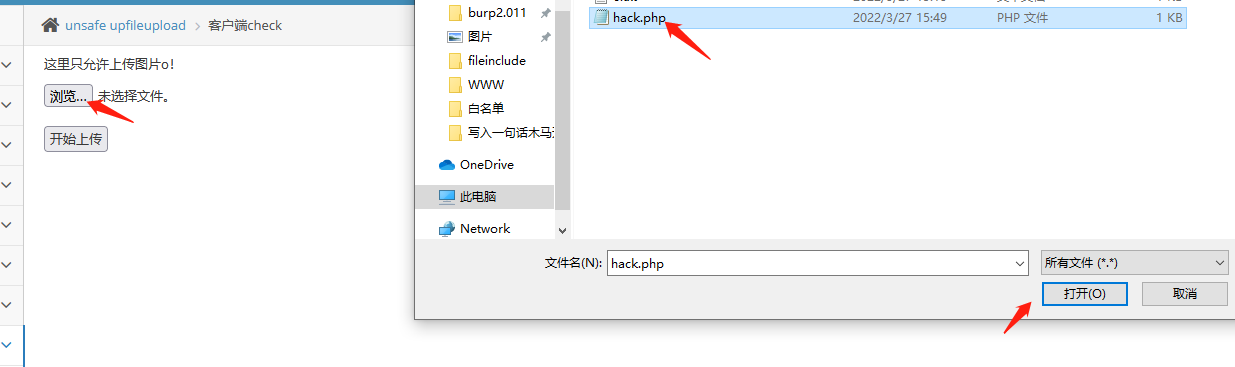 unsafe upfileupload > 客户端check
这里只允许上传图片o!
浏览... 未选择文件。
开始上传
burp2.011
图片
fileinclude
WWW
白名单
写入一句话木马
OneDrive
此电脑
Network
hack.php 2022/3/27 15:49 PHP 文件 1 KB
文件名(N): hack.php 所有文件 (*.*)
打开(O) 取消